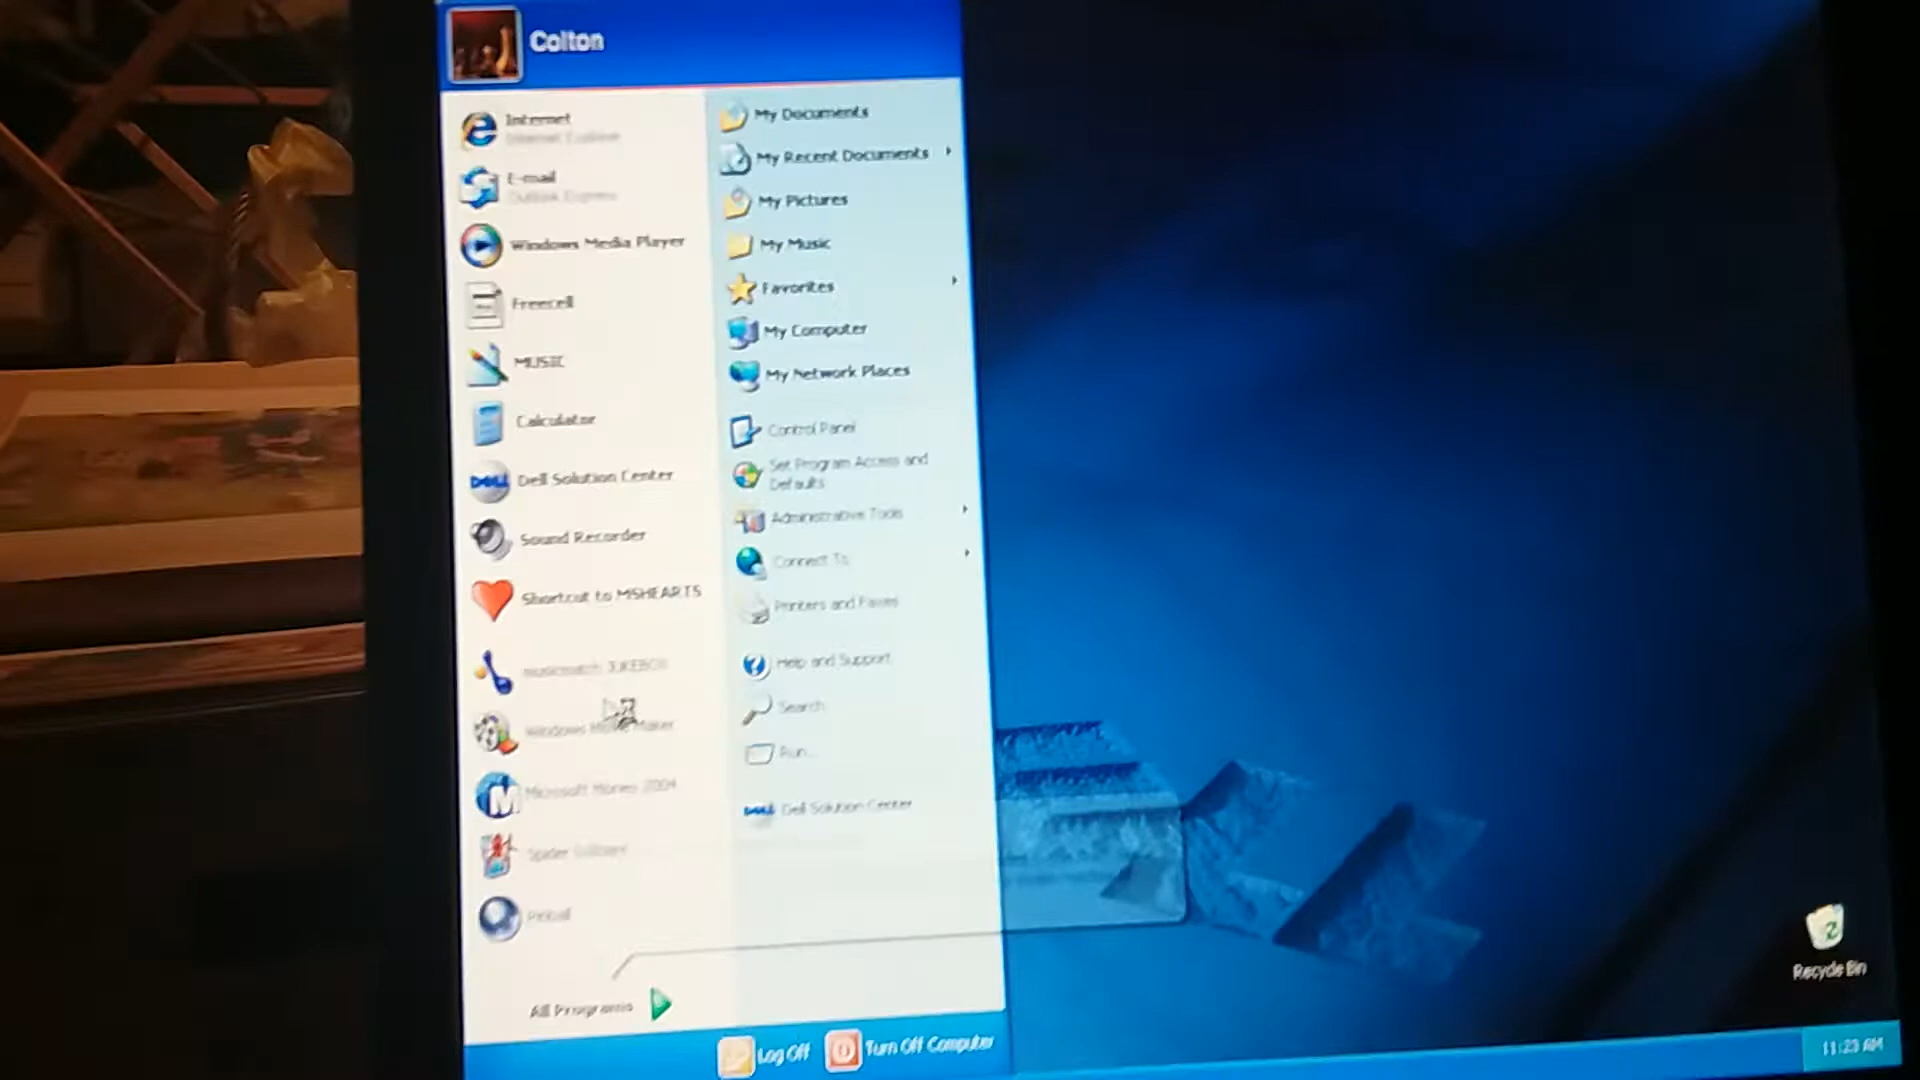 Colton
Internet
Internet Explorer
E-mail
Outlook Express
Windows Media Player
Freecell
MUSIC
Calculator
DELL
Dell Solution Center
Sound Recorder
Shortcut to MSHEARTS
musicmatch JUKEBOX
Windows Movie Maker
Microsoft Money 2004
Spider Solitaire
Pinball
All Programs
My Documents
My Recent Documents
My Pictures
My Music
Favorites
My Computer
My Network Places
Control Panel
Set Program Access and
Defaults
Administrative Tools
Connect To
Printers and Faxes
Help and Support
Search
Run...
DELL
Dell Solution Center
Log Off
Turn Off Computer
Recycle Bin
11:23 AM